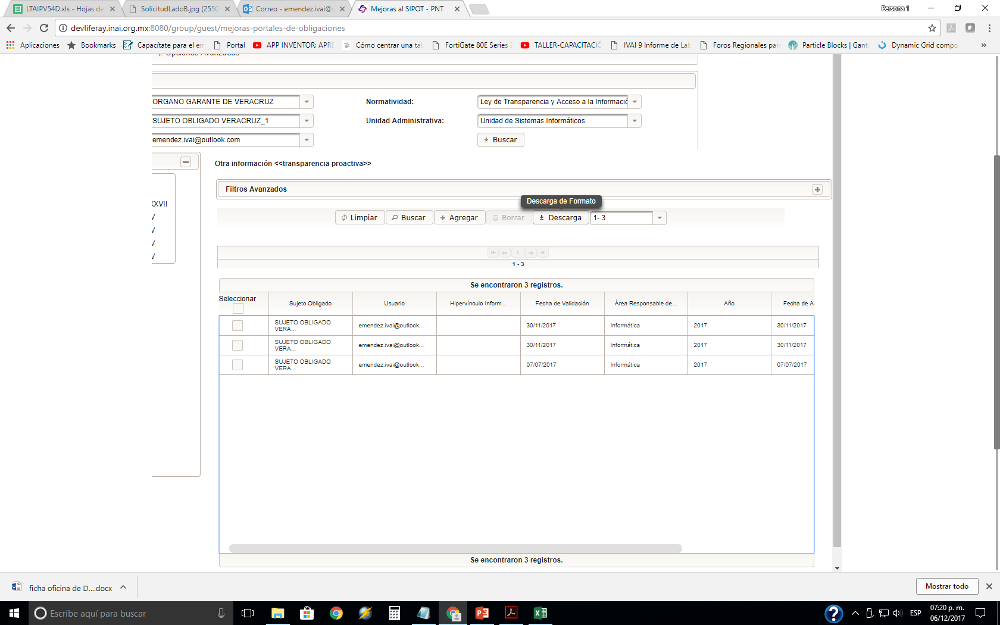 LTAIPV54D.xls - Hojas de
SolicitudLadoB.jpg (2550
Correo - emendez.ivai@
Mejoras al SIPOT - PNT
Persona 1
devliferay.inai.org.mx:8080/group/guest/mejoras-portales-de-obligaciones
Aplicaciones
Bookmarks
Capacítate para el em
Portal
APP INVENTOR: APRE
Cómo centrar una tab
FortiGate 80E Series
TALLER-CAPACITACIÓ
IVAI 9 Informe de Lab
Foros Regionales par
Particle Blocks | Gant
Dynamic Grid compo
»
Opciones Avanzadas
ORGANO GARANTE DE VERACRUZ
Normatividad:
Ley de Transparencia y Acceso a la Informació
SUJETO OBLIGADO VERACRUZ_1
Unidad Administrativa:
Unidad de Sistemas Informáticos
emendez.ivai@outlook.com
Buscar
Otra información <<transparencia proactiva>>
Filtros Avanzados
Descarga de Formato
XXVII
V
V
V
V
Limpiar
Buscar
Agregar
Borrar
Descarga
1- 3
1
1 - 3
Se encontraron 3 registros.
Seleccionar
Sujeto Obligado
Usuario
Hipervínculo Inform...
Fecha de Validación
Área Responsable de...
Año
Fecha de A
SUJETO OBLIGADO
VERA...
emendez.ivai@outlook...
30/11/2017
Informática
2017
30/11/2017
SUJETO OBLIGADO
VERA...
emendez.ivai@outlook...
30/11/2017
Informática
2017
30/11/2017
SUJETO OBLIGADO
VERA...
emendez.ivai@outlook...
07/07/2017
Informática
2017
07/07/2017
Se encontraron 3 registros.
ficha oficina de D....docx
Mostrar todo
Escribe aquí para buscar
ESP
07:20 p. m.
06/12/2017